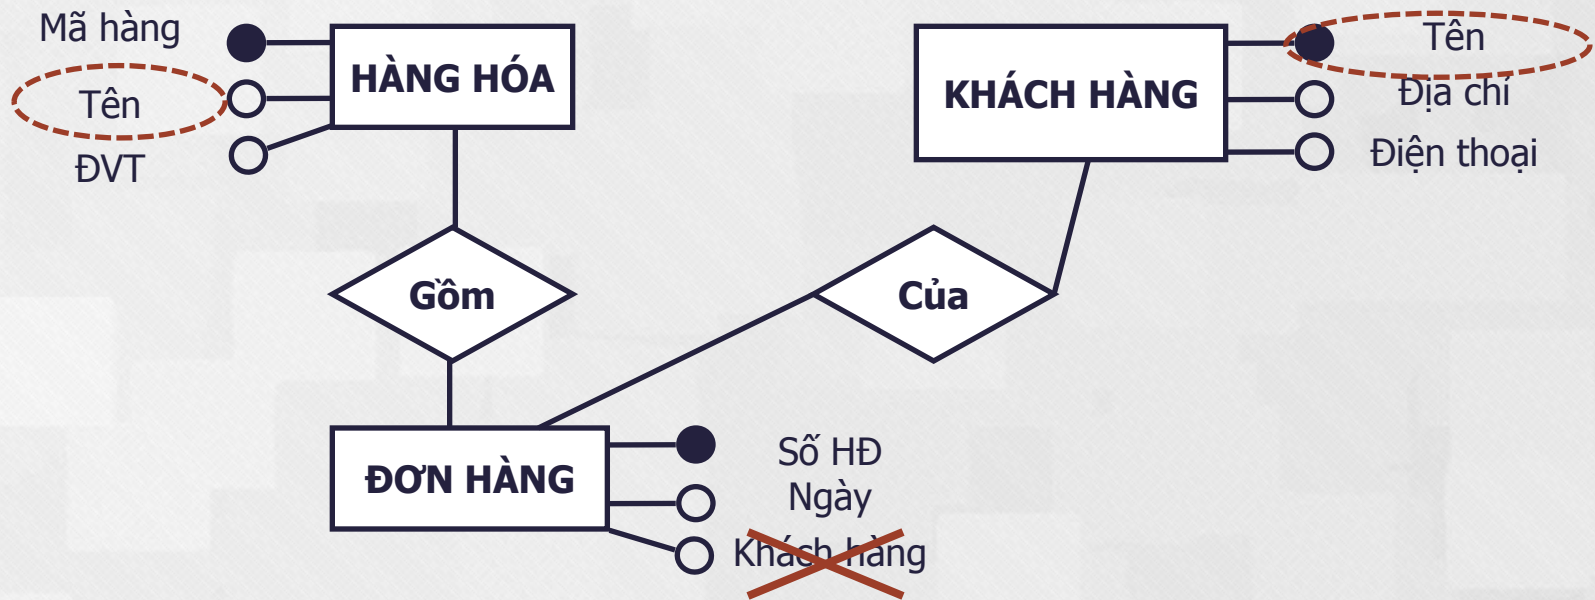 Mã hàng
Tên
ĐVT
HÀNG HÓA
KHÁCH HÀNG
Tên
Địa chỉ
Điện thoại
Gồm
Của
ĐƠN HÀNG
Số HĐ
Ngày
Khách hàng